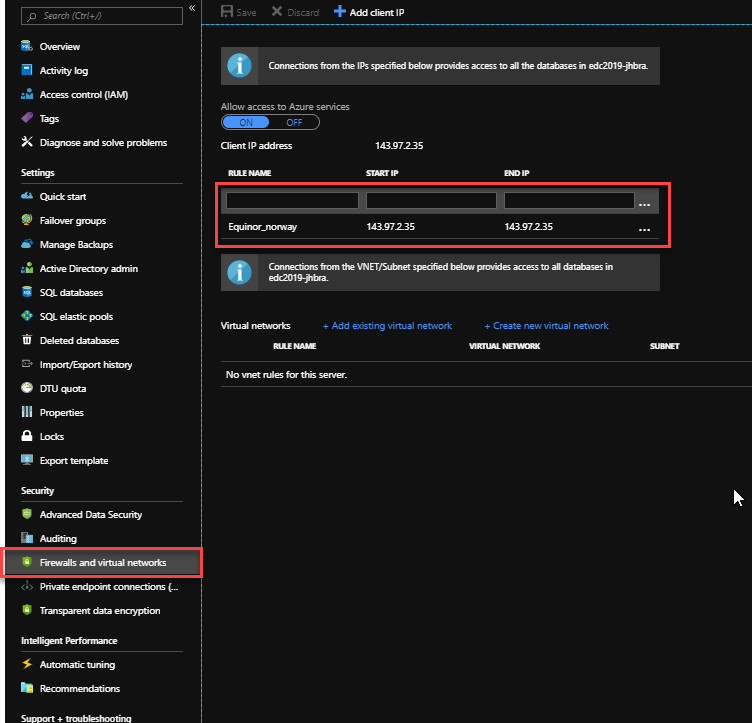 Search (Ctrl+/)
«
Overview
Activity log
Access control (IAM)
Tags
Diagnose and solve problems
Settings
Quick start
Failover groups
Manage Backups
Active Directory admin
SQL databases
SQL elastic pools
Deleted databases
Import/Export history
DTU quota
Properties
Locks
Export template
Security
Advanced Data Security
Auditing
Firewalls and virtual networks
Private endpoint connections (...
Transparent data encryption
Intelligent Performance
Automatic tuning
Recommendations
Support + troubleshooting
Save Discard Add client IP
Connections from the IPs specified below provides access to all the databases in edc2019-jhbra.
Allow access to Azure services
ON OFF
Client IP address 143.97.2.35
RULE NAME START IP END IP
...
Equinor_norway 143.97.2.35 143.97.2.35 ...
Connections from the VNET/Subnet specified below provides access to all databases in
edc2019-jhbra.
Virtual networks + Add existing virtual network + Create new virtual network
RULE NAME VIRTUAL NETWORK SUBNET
No vnet rules for this server.